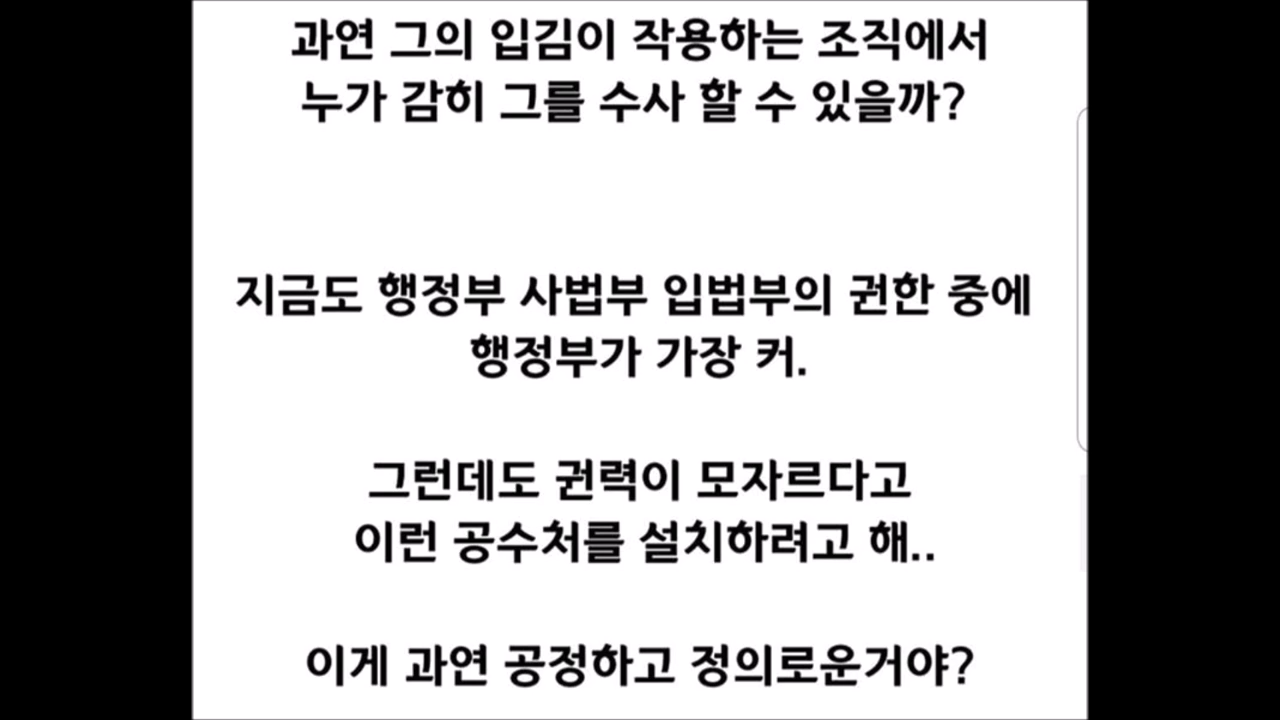 과연 그의 입김이 작용하는 조직에서
누가 감히 그를 수사 할 수 있을까?
지금도 행정부 사법부 입법부의 권한 중에
행정부가 가장 커.
그런데도 권력이 모자르다고
이런 공수처를 설치하려고 해..
이게 과연 공정하고 정의로운거야?